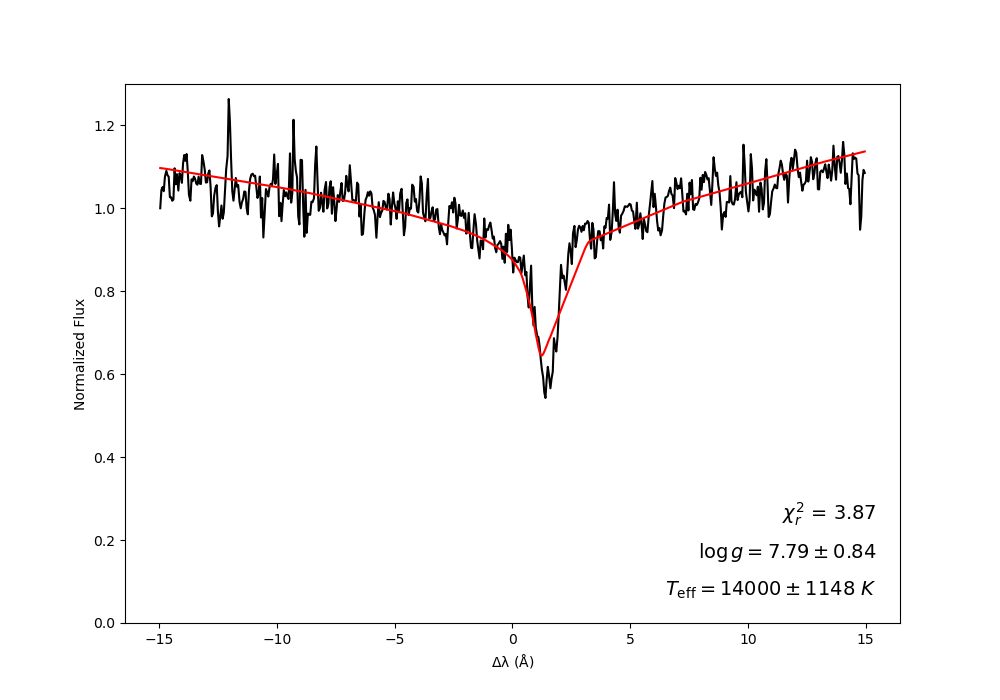 1.2
1.0
0.8
0.6
0.4
0.2
0.0
Normalized Flux
χ²ᵣ = 3.87
log g = 7.79 ± 0.84
T_eff = 14000 ± 1148 K
−15 −10 −5 0 5 10 15
Δλ (Å)